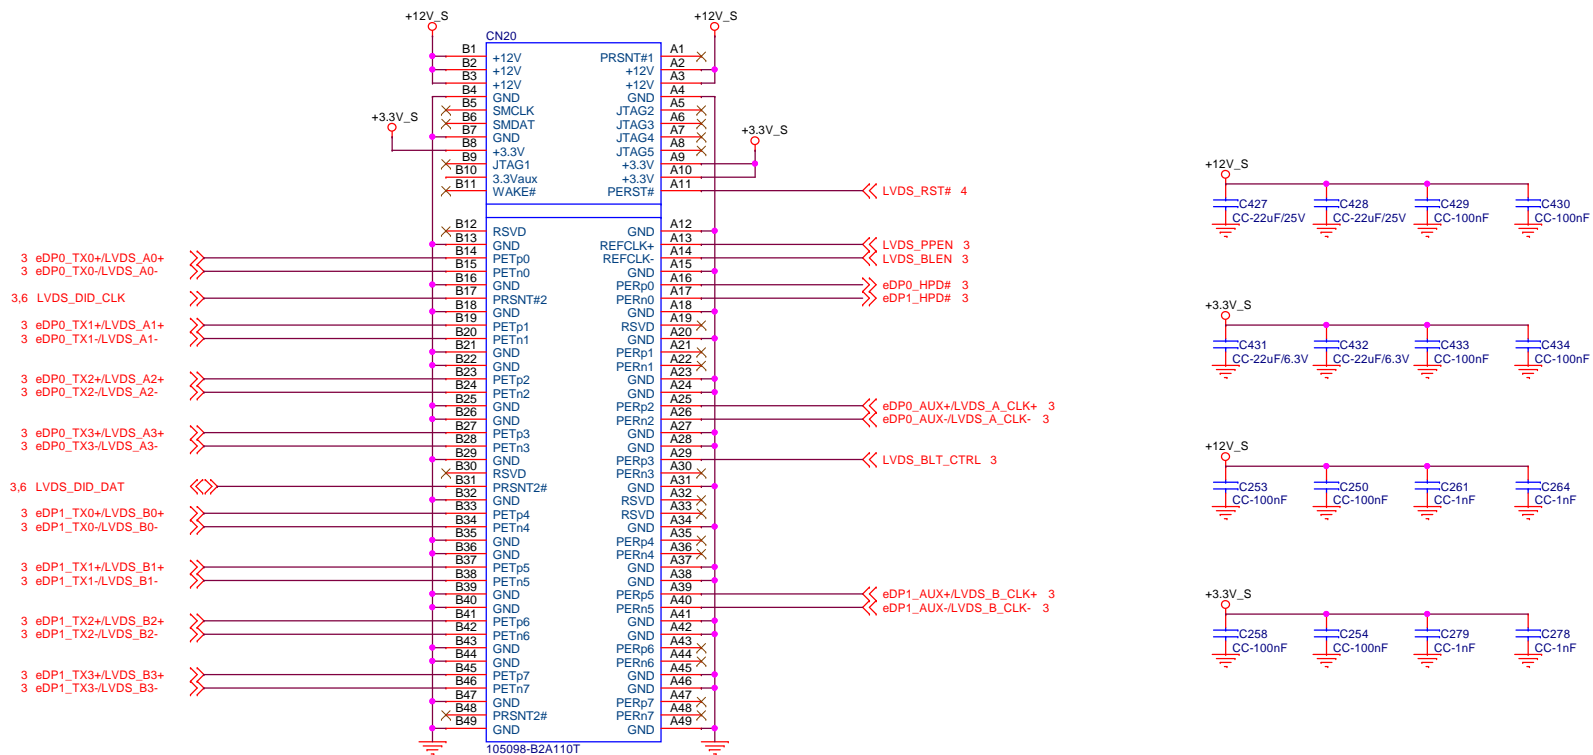 +12V_S
+12V_S
CN20
B1 +12V PRSNT#1 A1
B2 +12V +12V A2
B3 +12V +12V A3
B4 GND GND A4
B5 SMCLK JTAG2 A5
B6 SMDAT JTAG3 A6
B7 GND JTAG4 A7
B8 +3.3V JTAG5 A8
B9 JTAG1 +3.3V A9
B10 3.3Vaux +3.3V A10
B11 WAKE# PERST# A11
+3.3V_S
+3.3V_S
LVDS_RST# 4
B12 RSVD GND A12
B13 GND REFCLK+ A13 LVDS_PPEN 3
3 eDP0_TX0+/LVDS_A0+ B14 PETp0 REFCLK- A14 LVDS_BLEN 3
3 eDP0_TX0-/LVDS_A0- B15 PETn0 GND A15
B16 GND PERp0 A16 eDP0_HPD# 3
3,6 LVDS_DID_CLK B17 PRSNT#2 PERn0 A17 eDP1_HPD# 3
B18 GND GND A18
3 eDP0_TX1+/LVDS_A1+ B19 PETp1 RSVD A19
3 eDP0_TX1-/LVDS_A1- B20 PETn1 GND A20
B21 GND PERp1 A21
B22 GND PERn1 A22
3 eDP0_TX2+/LVDS_A2+ B23 PETp2 GND A23
3 eDP0_TX2-/LVDS_A2- B24 PETn2 GND A24
B25 GND PERp2 A25 eDP0_AUX+/LVDS_A_CLK+ 3
B26 GND PERn2 A26 eDP0_AUX-/LVDS_A_CLK- 3
3 eDP0_TX3+/LVDS_A3+ B27 PETp3 GND A27
3 eDP0_TX3-/LVDS_A3- B28 PETn3 GND A28
B29 GND PERp3 A29 LVDS_BLT_CTRL 3
B30 RSVD PERn3 A30
3,6 LVDS_DID_DAT B31 PRSNT2# GND A31
B32 GND RSVD A32
3 eDP1_TX0+/LVDS_B0+ B33 PETp4 RSVD A33
3 eDP1_TX0-/LVDS_B0- B34 PETn4 GND A34
B35 GND PERp4 A35
B36 GND PERn4 A36
3 eDP1_TX1+/LVDS_B1+ B37 PETp5 GND A37
3 eDP1_TX1-/LVDS_B1- B38 PETn5 GND A38
B39 GND PERp5 A39 eDP1_AUX+/LVDS_B_CLK+ 3
B40 GND PERn5 A40 eDP1_AUX-/LVDS_B_CLK- 3
3 eDP1_TX2+/LVDS_B2+ B41 PETp6 GND A41
3 eDP1_TX2-/LVDS_B2- B42 PETn6 GND A42
B43 GND PERp6 A43
B44 GND PERn6 A44
3 eDP1_TX3+/LVDS_B3+ B45 PETp7 GND A45
3 eDP1_TX3-/LVDS_B3- B46 PETn7 GND A46
B47 GND PERp7 A47
B48 PRSNT2# PERn7 A48
B49 GND GND A49
105098-B2A110T
+12V_S
C427 C428 C429 C430
CC-22uF/25V CC-22uF/25V CC-100nF CC-100nF
+3.3V_S
C431 C432 C433 C434
CC-22uF/6.3V CC-22uF/6.3V CC-100nF CC-100nF
+12V_S
C253 C250 C261 C264
CC-100nF CC-100nF CC-1nF CC-1nF
+3.3V_S
C258 C254 C279 C278
CC-100nF CC-100nF CC-1nF CC-1nF